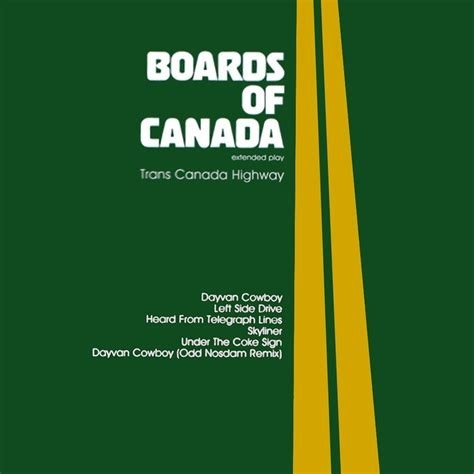 BOARDS
OF
CANADA
extended play
Trans Canada Highway
Dayvan Cowboy
Left Side Drive
Heard From Telegraph Lines
Skyliner
Under The Coke Sign
Dayvan Cowboy (Odd Nosdam Remix)